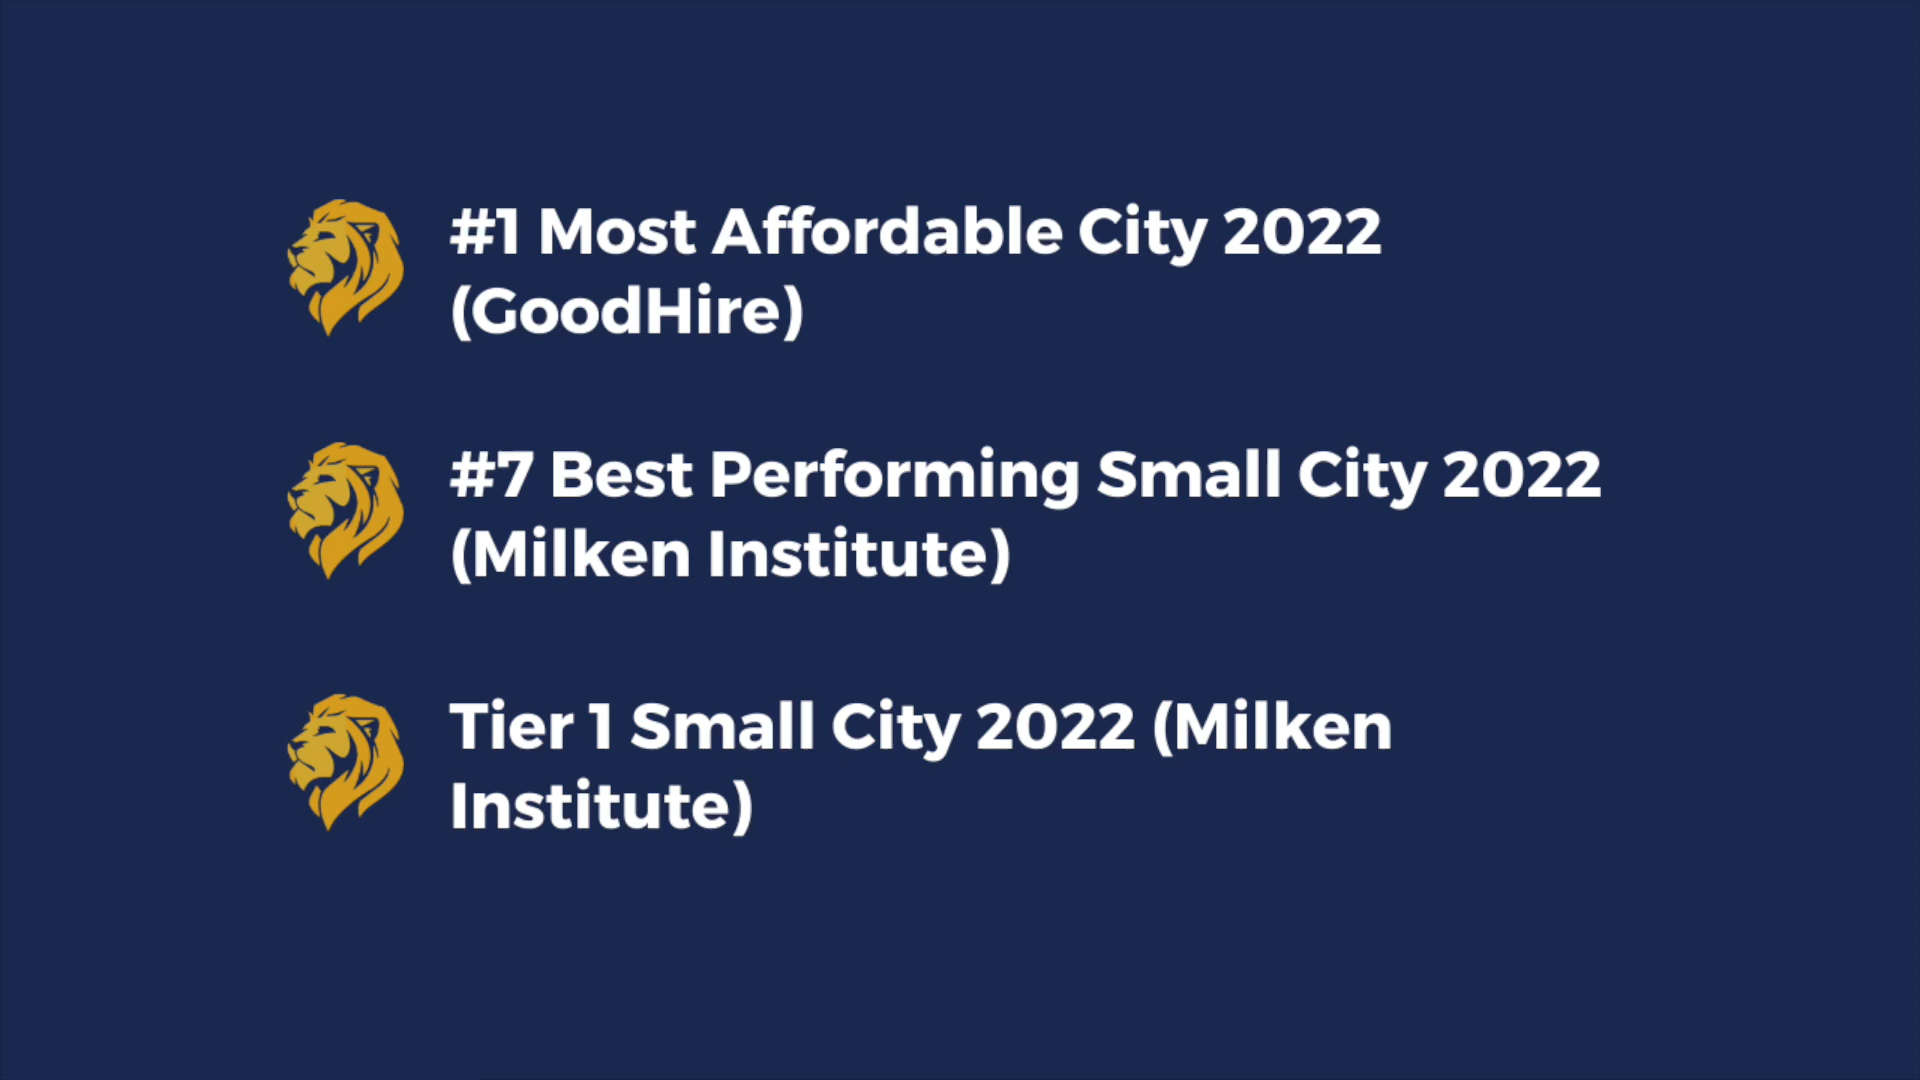 #1 Most Affordable City 2022
(GoodHire)
#7 Best Performing Small City 2022
(Milken Institute)
Tier 1 Small City 2022 (Milken
Institute)